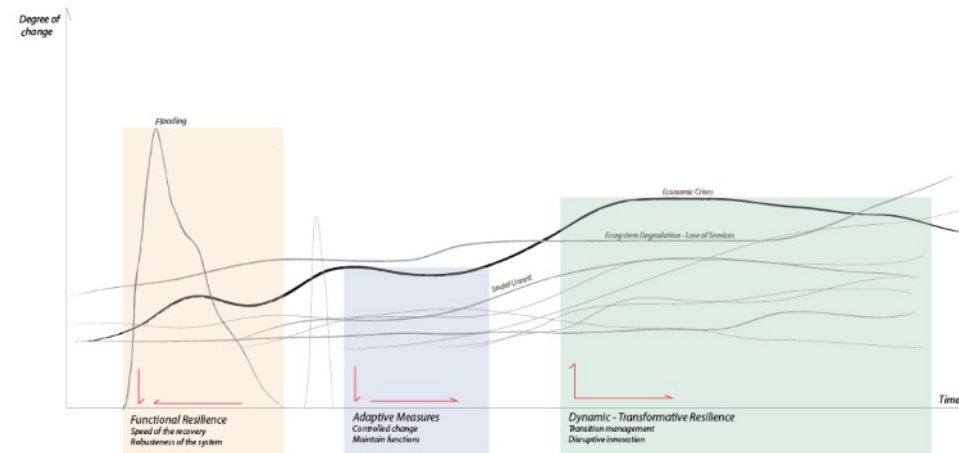 Degree of
change
Flooding
Economic Crises
Ecosystem Degradation - Loss of Services
Social Unrest
Time
Functional Resilience
Speed of the recovery
Robustness of the system
Adaptive Measures
Controlled change
Maintain functions
Dynamic - Transformative Resilience
Transition management
Disruptive innovation